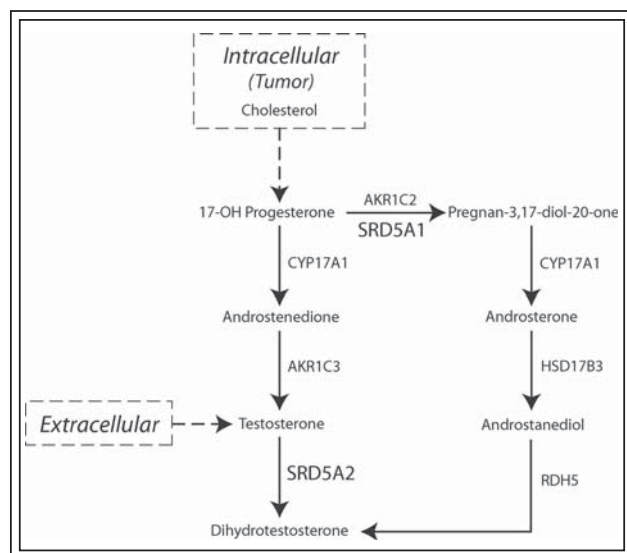 Intracellular
(Tumor)
Cholesterol
17-OH Progesterone
AKR1C2
SRD5A1
Pregnan-3,17-diol-20-one
CYP17A1
CYP17A1
Androstenedione
Androsterone
AKR1C3
HSD17B3
Extracellular
Testosterone
Androstanediol
SRD5A2
RDH5
Dihydrotestosterone